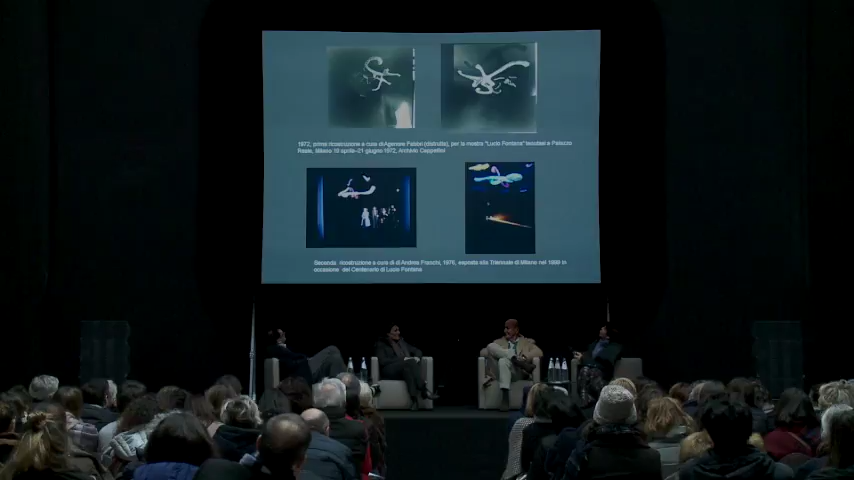 1972, prima ricostruzione a cura di Agenore Fabbri (distrutta), per la mostra "Lucio Fontana" tenutasi a Palazzo
Reale, Milano 19 aprile-21 giugno 1972, Archivio
Seconda ricostruzione a cura di di Andrea Franchi, 1976, esposta alla Triennale di Milano nel 1999 in
occasione del Centenario di Lucio Fontana